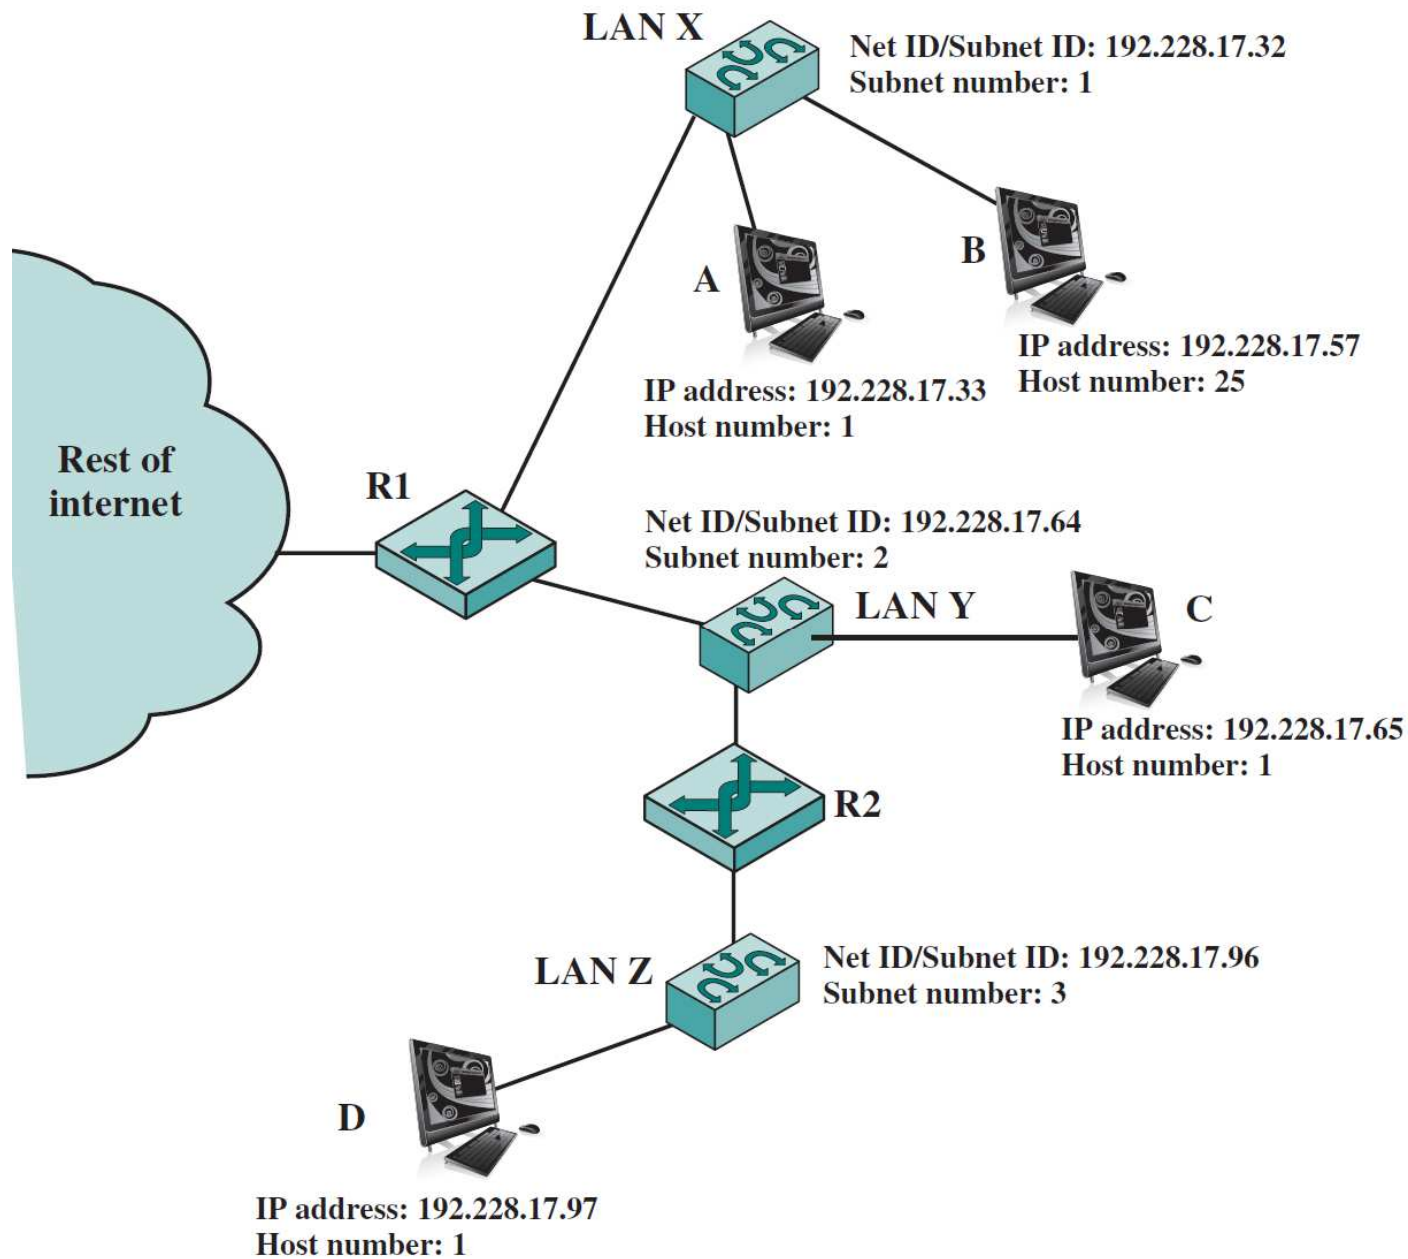 LAN X
Net ID/Subnet ID: 192.228.17.32
Subnet number: 1
B
A
IP address: 192.228.17.57
Host number: 25
IP address: 192.228.17.33
Host number: 1
Rest of
internet
R1
Net ID/Subnet ID: 192.228.17.64
Subnet number: 2
LAN Y
C
IP address: 192.228.17.65
Host number: 1
R2
LAN Z
Net ID/Subnet ID: 192.228.17.96
Subnet number: 3
D
IP address: 192.228.17.97
Host number: 1